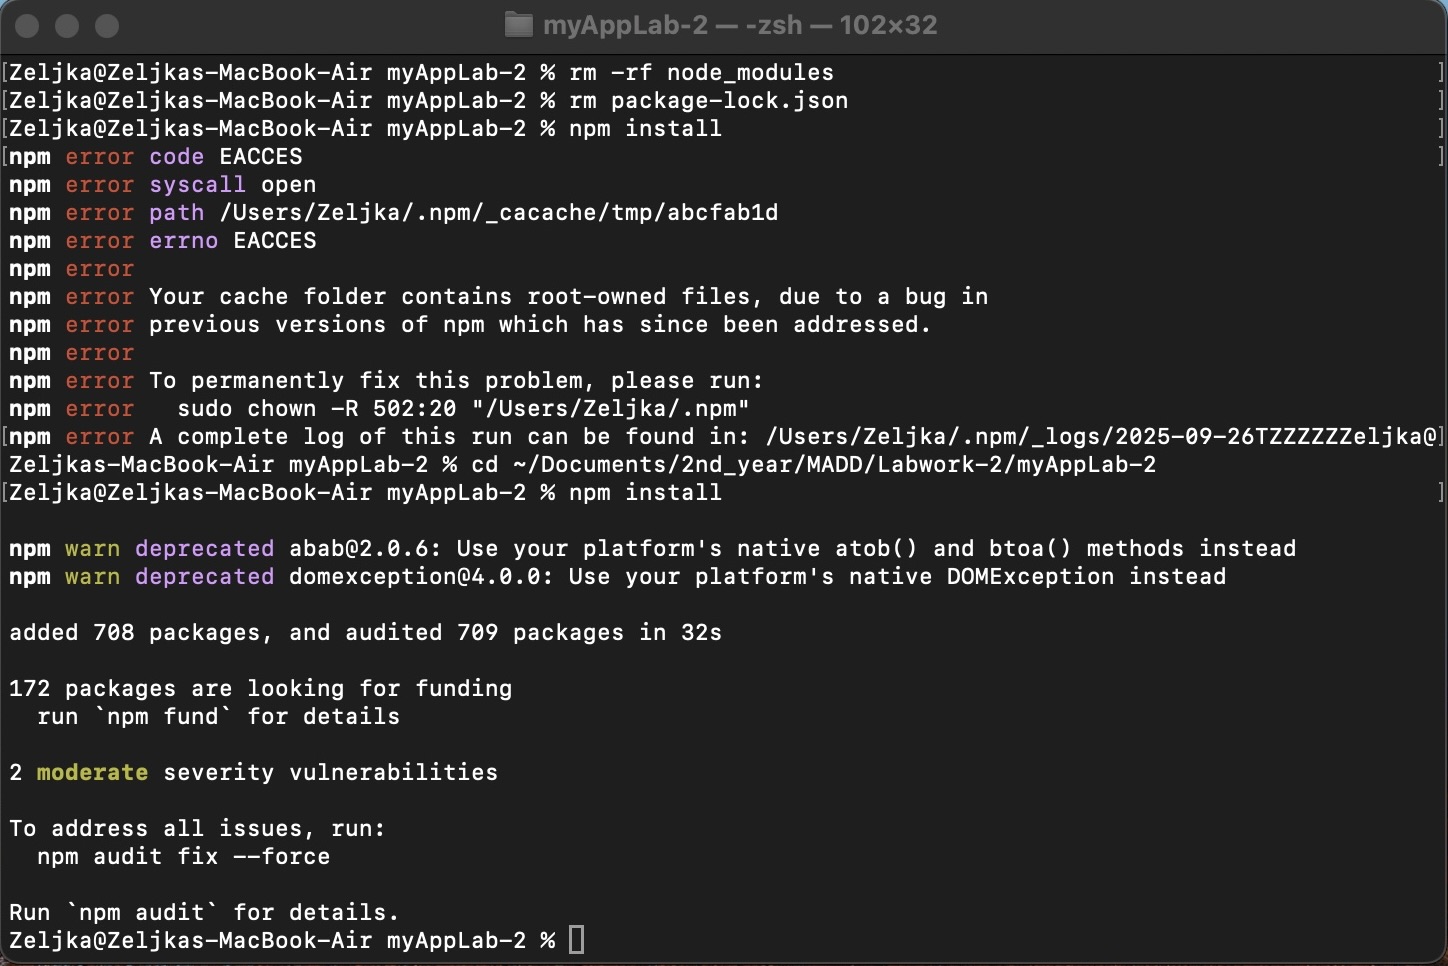 myAppLab-2 — -zsh — 102×32
[Zeljka@Zeljkas-MacBook-Air myAppLab-2 % rm -rf node_modules ]
[Zeljka@Zeljkas-MacBook-Air myAppLab-2 % rm package-lock.json ]
[Zeljka@Zeljkas-MacBook-Air myAppLab-2 % npm install ]
[npm error code EACCES ]
npm error syscall open
npm error path /Users/Zeljka/.npm/_cacache/tmp/abcfab1d
npm error errno EACCES
npm error
npm error Your cache folder contains root-owned files, due to a bug in
npm error previous versions of npm which has since been addressed.
npm error
npm error To permanently fix this problem, please run:
npm error   sudo chown -R 502:20 "/Users/Zeljka/.npm"
[npm error A complete log of this run can be found in: /Users/Zeljka/.npm/_logs/2025-09-26TZZZZZZeljka@]
Zeljkas-MacBook-Air myAppLab-2 % cd ~/Documents/2nd_year/MADD/Labwork-2/myAppLab-2
[Zeljka@Zeljkas-MacBook-Air myAppLab-2 % npm install ]
npm warn deprecated abab@2.0.6: Use your platform's native atob() and btoa() methods instead
npm warn deprecated domexception@4.0.0: Use your platform's native DOMException instead
added 708 packages, and audited 709 packages in 32s
172 packages are looking for funding
  run `npm fund` for details
2 moderate severity vulnerabilities
To address all issues, run:
  npm audit fix --force
Run `npm audit` for details.
Zeljka@Zeljkas-MacBook-Air myAppLab-2 %